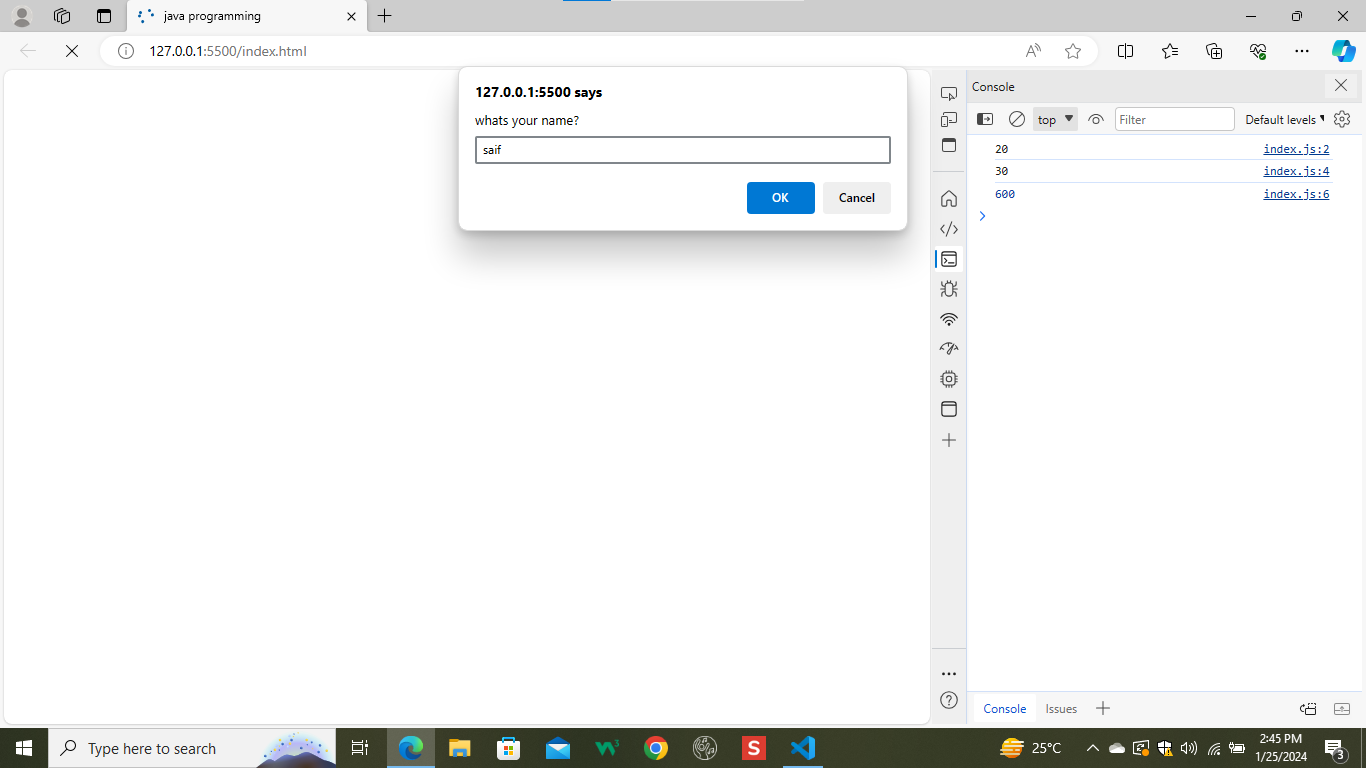 java programming
127.0.0.1:5500/index.html
127.0.0.1:5500 says
whats your name?
saif
OK
Cancel
Console
top
Filter
Default levels
20 index.js:2
30 index.js:4
600 index.js:6
Console
Issues
Type here to search
25°C
2:45 PM
1/25/2024
3